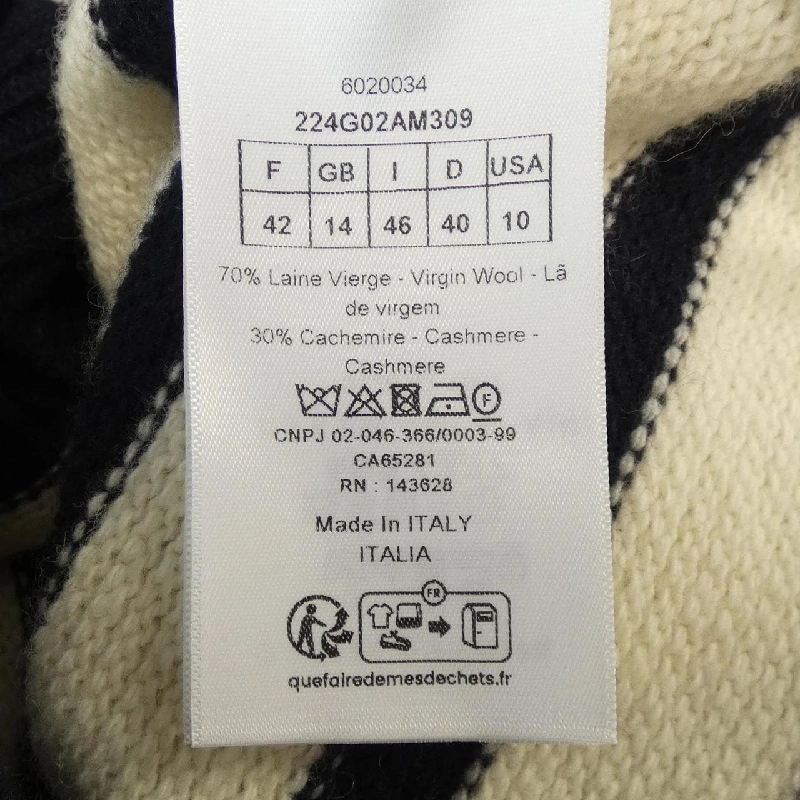 6020034
224G02AM309
F GB I D USA
42 14 46 40 10
70% Laine Vierge - Virgin Wool - Lã
de virgem
30% Cachemire - Cashmere -
Cashmere
F
CNPJ 02-046-366/0003-99
CA65281
RN : 143628
Made In ITALY
ITALIA
FR
quefairedemesdechets.fr